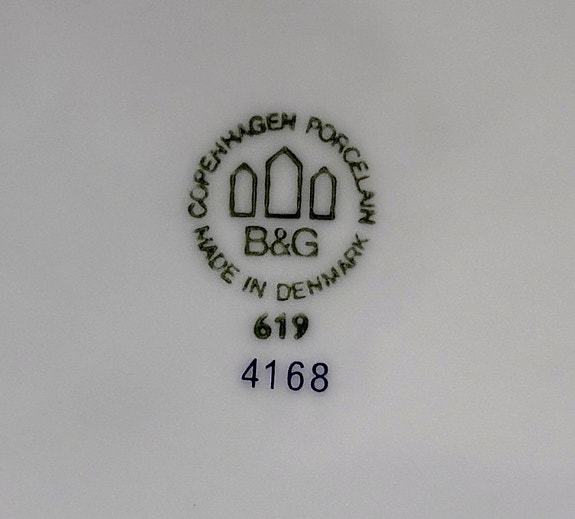 COPENHAGEN PORCELAIN
B&G
MADE IN DENMARK
619
4168